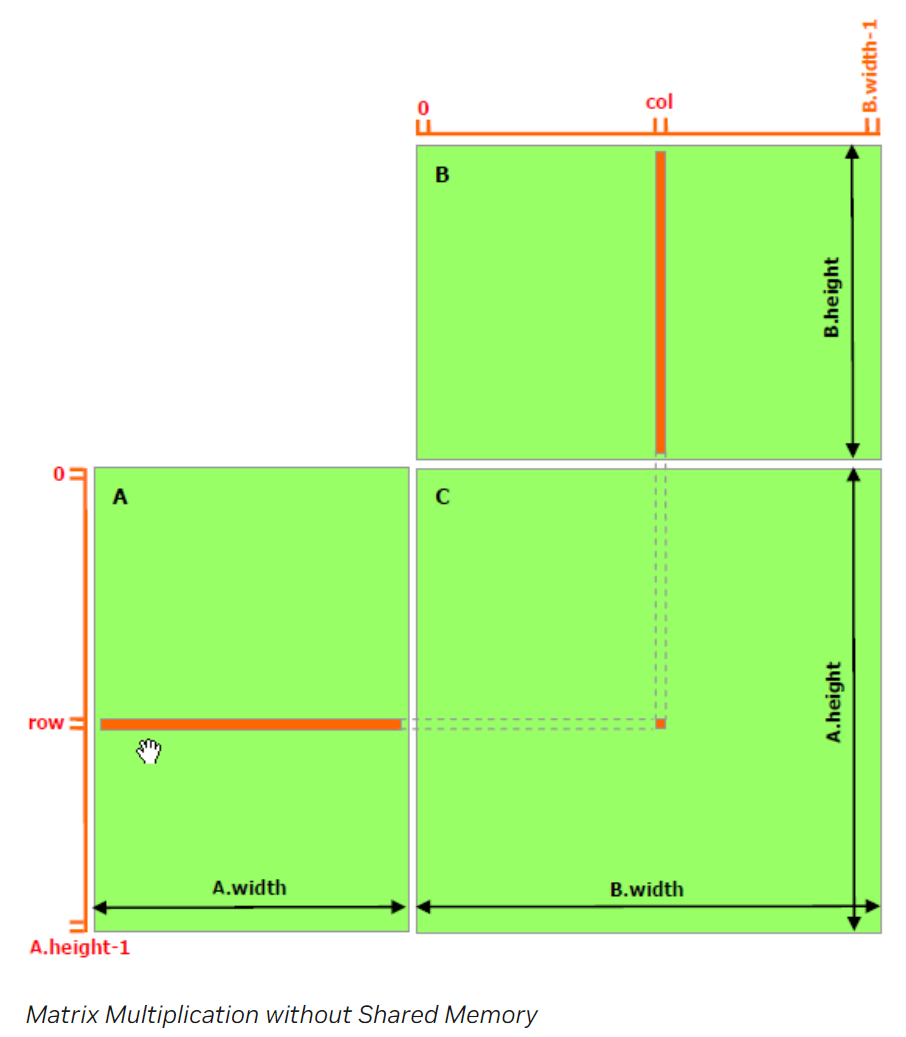 B.width-1
0
col
B
B.height
0
A
C
row
A.height
A.width
B.width
A.height-1
Matrix Multiplication without Shared Memory